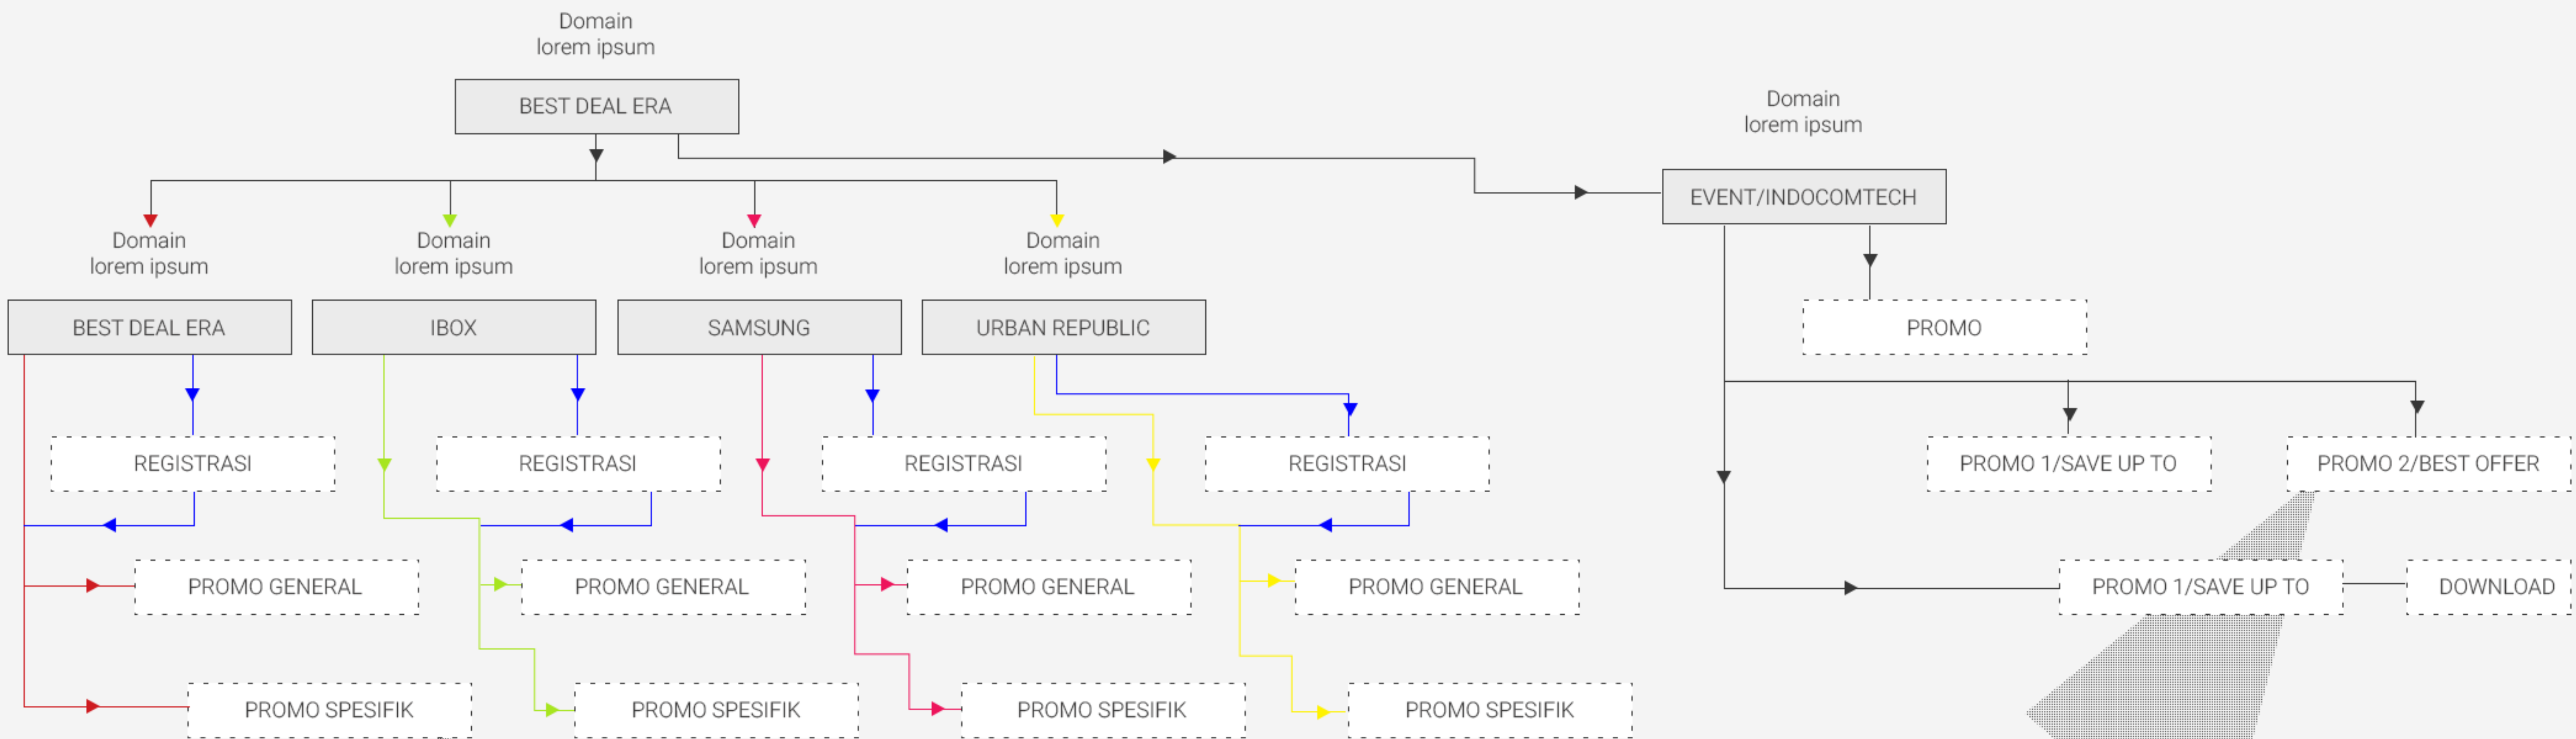 Domain
lorem ipsum
BEST DEAL ERA
Domain
lorem ipsum
EVENT/INDOCOMTECH
Domain
lorem ipsum
Domain
lorem ipsum
Domain
lorem ipsum
Domain
lorem ipsum
BEST DEAL ERA
IBOX
SAMSUNG
URBAN REPUBLIC
PROMO
REGISTRASI
REGISTRASI
REGISTRASI
REGISTRASI
PROMO 1/SAVE UP TO
PROMO 2/BEST OFFER
PROMO GENERAL
PROMO GENERAL
PROMO GENERAL
PROMO GENERAL
PROMO 1/SAVE UP TO
DOWNLOAD
PROMO SPESIFIK
PROMO SPESIFIK
PROMO SPESIFIK
PROMO SPESIFIK